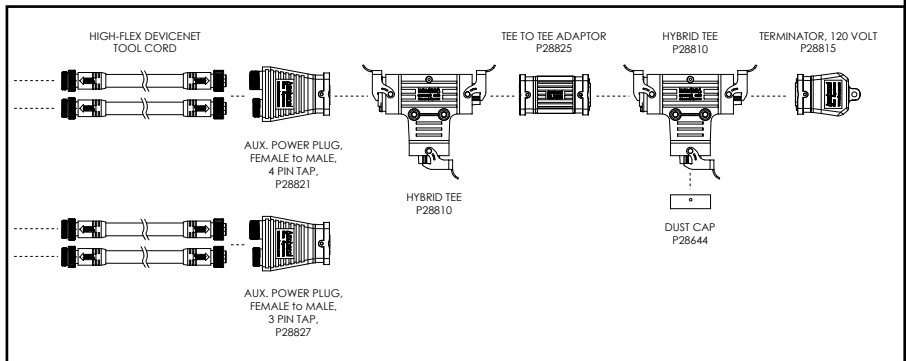 HIGH-FLEX DEVICENET
TOOL CORD
TEE TO TEE ADAPTOR
P28825
HYBRID TEE
P28810
TERMINATOR, 120 VOLT
P28815
AUX. POWER PLUG,
FEMALE to MALE,
4 PIN TAP,
P28821
HYBRID TEE
P28810
DUST CAP
P28644
AUX. POWER PLUG,
FEMALE to MALE,
3 PIN TAP,
P28827